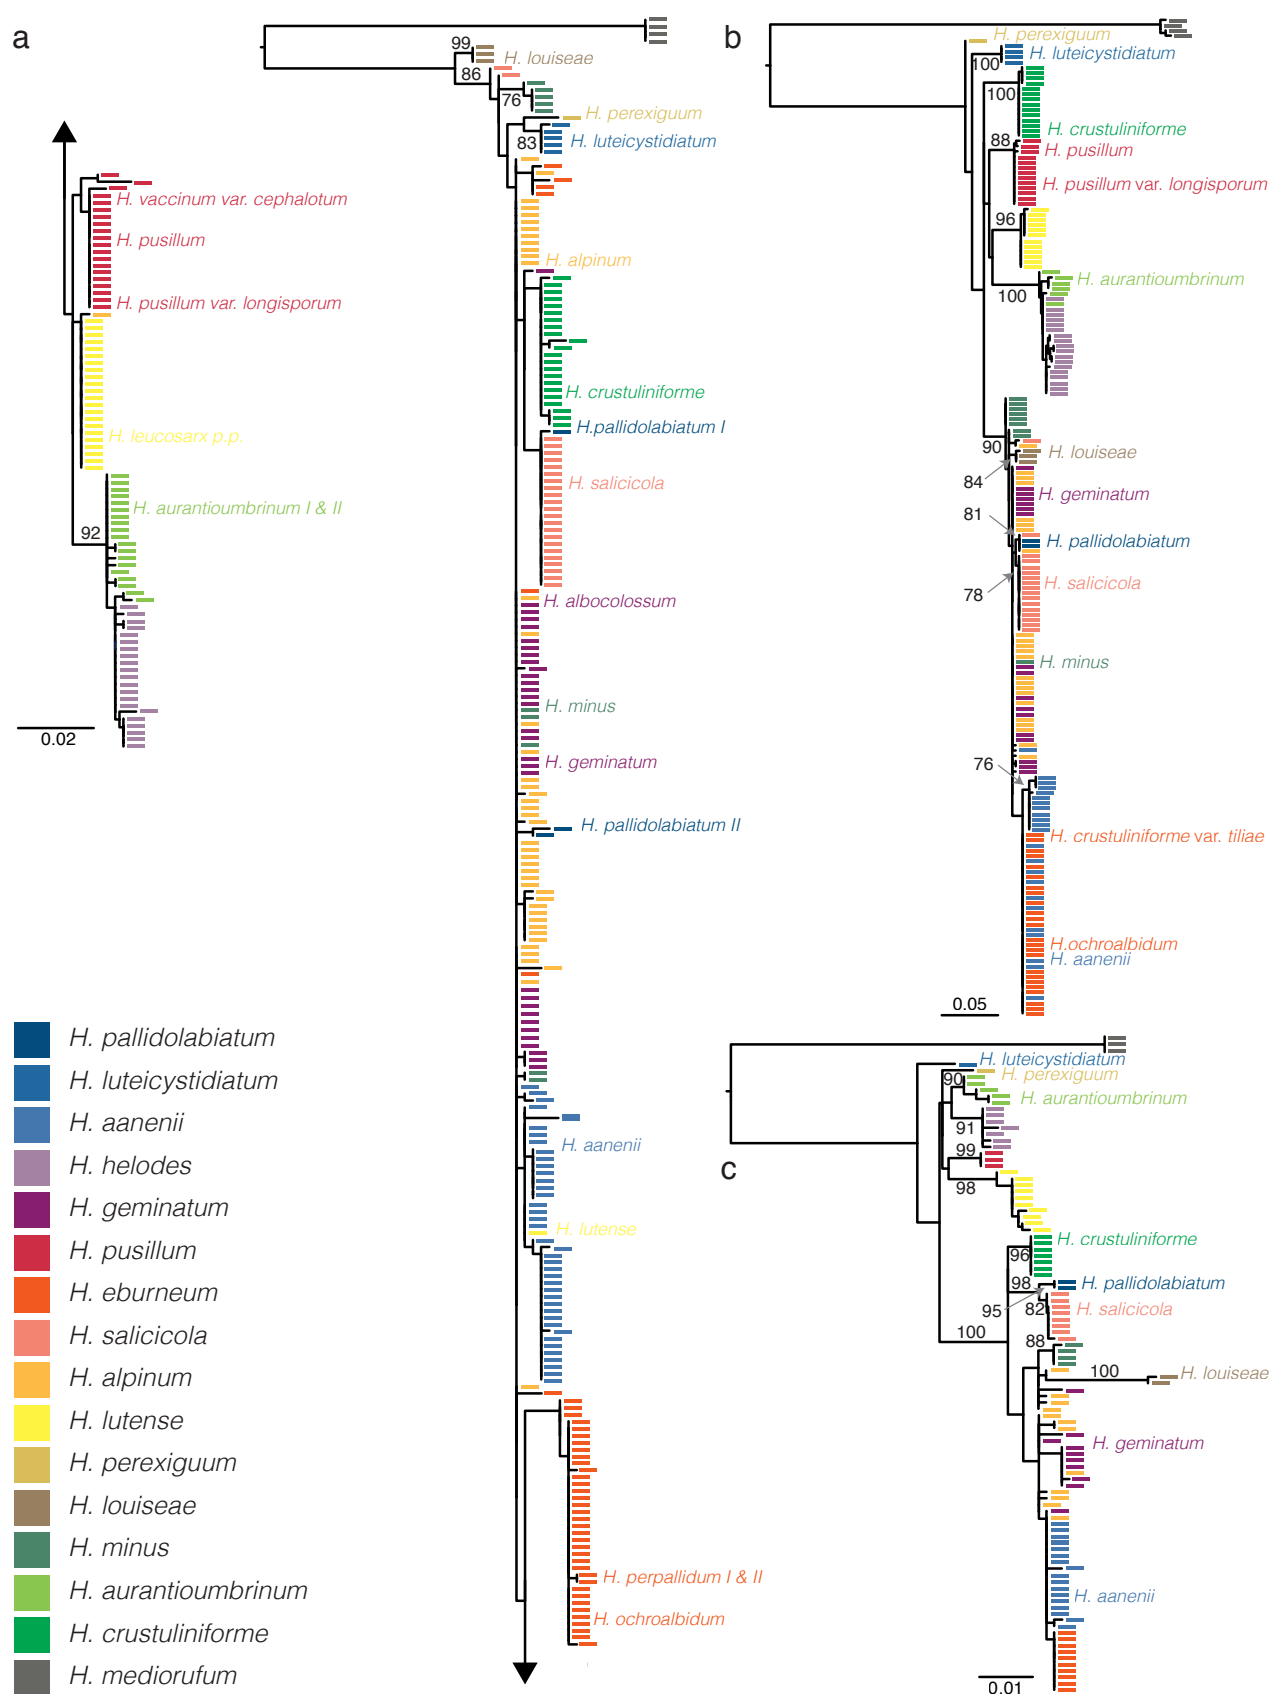 a
99
H. louiseae
86
76
H. perexiguum
83
H. luteicystidiatum
H. alpinum
H. crustuliniforme
H.pallidolabiatum I
H. salicicola
H. albocolossum
H. minus
H. geminatum
H. pallidolabiatum II
H. aanenii
H. lutense
H. perpallidum I & II
H. ochroalbidum
H. vaccinum var. cephalotum
H. pusillum
H. pusillum var. longisporum
H. leucosarx p.p.
H. aurantioumbrinum I & II
92
0.02
b
H. perexiguum
H. luteicystidiatum
100
100
H. crustuliniforme
88
H. pusillum
H. pusillum var. longisporum
96
H. aurantioumbrinum
100
90
H. louiseae
84
H. geminatum
81
H. pallidolabiatum
H. salicicola
78
H. minus
76
H. crustuliniforme var. tiliae
H.ochroalbidum
H. aanenii
0.05
c
H. luteicystidiatum
H. perexiguum
90
H. aurantioumbrinum
91
99
98
H. crustuliniforme
96
98
H. pallidolabiatum
95
82
H. salicicola
100
88
100
H. louiseae
H. geminatum
H. aanenii
0.01
H. pallidolabiatum
H. luteicystidiatum
H. aanenii
H. helodes
H. geminatum
H. pusillum
H. eburneum
H. salicicola
H. alpinum
H. lutense
H. perexiguum
H. louiseae
H. minus
H. aurantioumbrinum
H. crustuliniforme
H. mediorufum